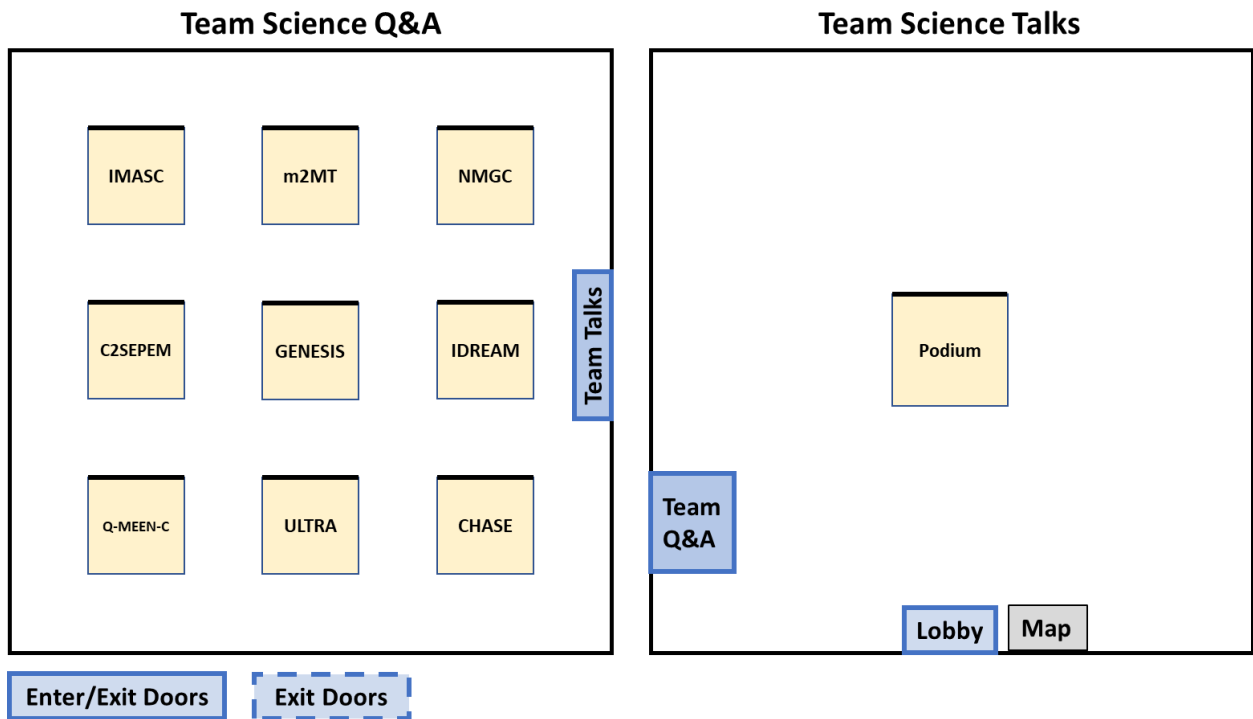 Team Science Q&A
IMASC
m2MT
NMGC
C2SEPEM
GENESIS
IDREAM
Team Talks
Q-MEEN-C
ULTRA
CHASE
Team Science Talks
Podium
Team
Q&A
Lobby
Map
Enter/Exit Doors
Exit Doors